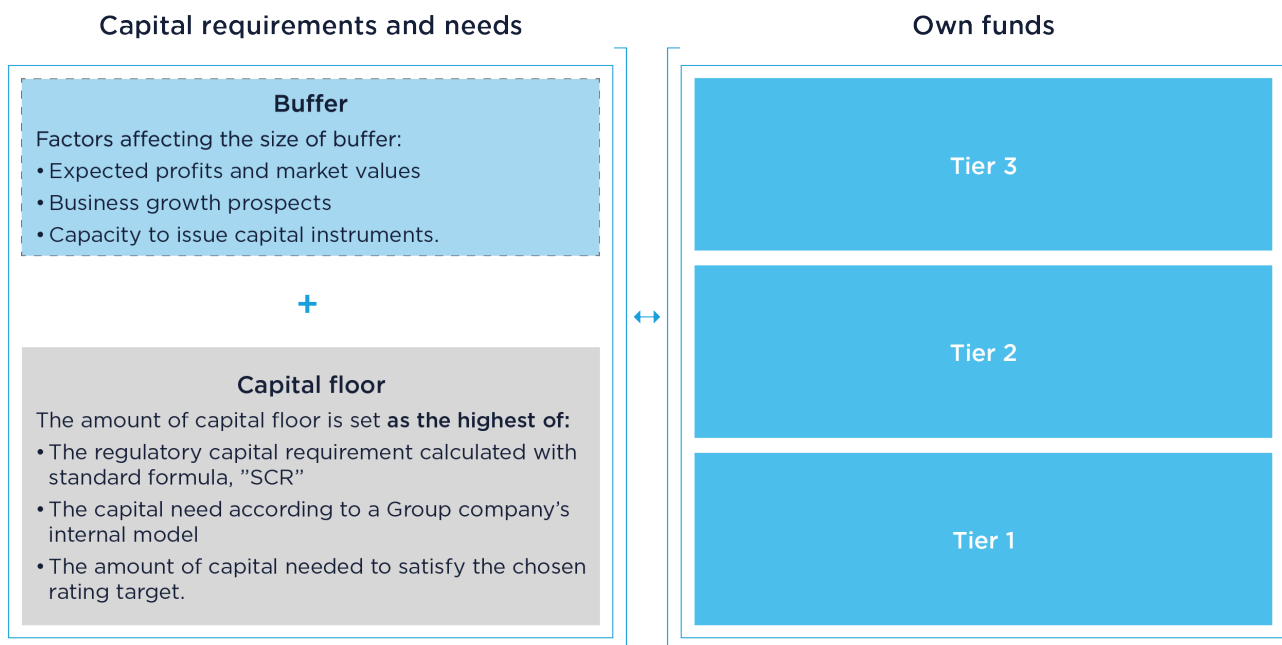 Capital requirements and needs
Buffer
Factors affecting the size of buffer:
• Expected profits and market values
• Business growth prospects
• Capacity to issue capital instruments.
+
Capital floor
The amount of capital floor is set as the highest of:
• The regulatory capital requirement calculated with
standard formula, ”SCR”
• The capital need according to a Group company’s
internal model
• The amount of capital needed to satisfy the chosen
rating target.
Own funds
Tier 3
Tier 2
Tier 1